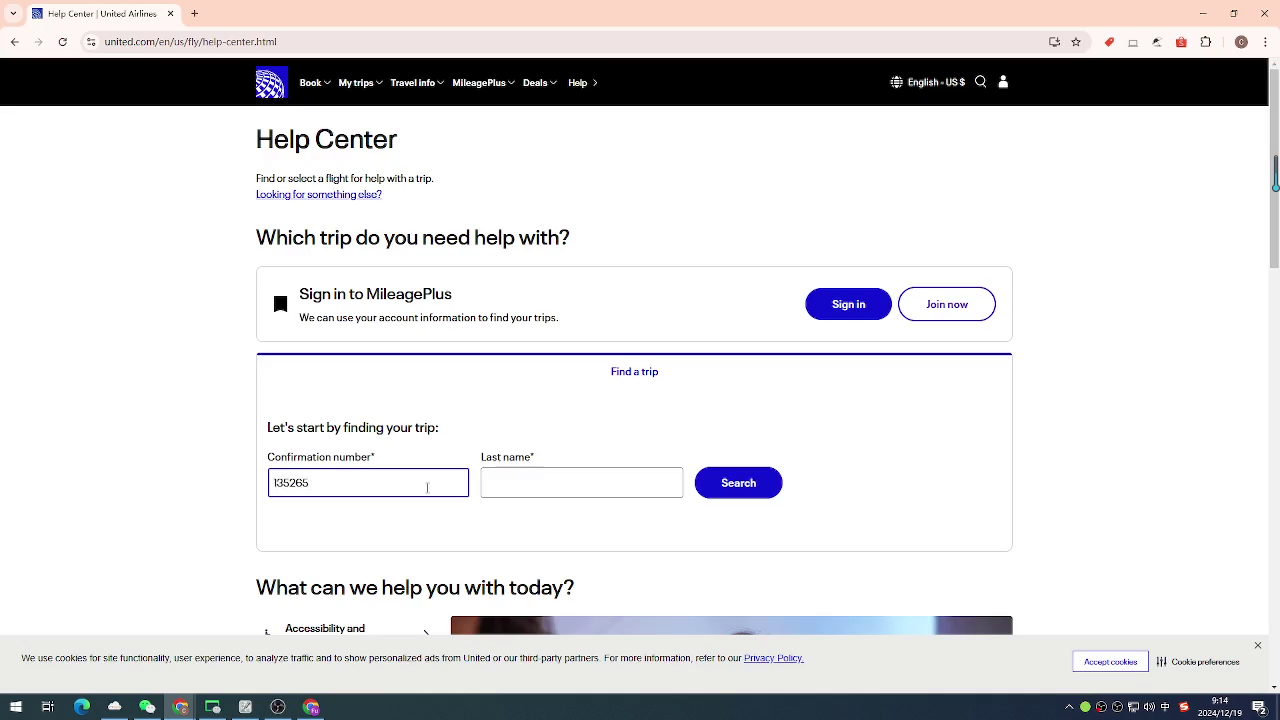 Help Center | United Airlines
united.com/en/us/fly/help-center.html
Book My trips Travel info MileagePlus Deals Help English - US $
Help Center
Find or select a flight for help with a trip.
Looking for something else?
Which trip do you need help with?
Sign in to MileagePlus
We can use your account information to find your trips.
Sign in
Join now
Find a trip
Let's start by finding your trip:
Confirmation number* Last name*
135265
Search
What can we help you with today?
Accessibility and
We use cookies for site functionality, user experience, to analyze traffic and to show personalized ads from United or our third-party partners. For more information, refer to our Privacy Policy.
Accept cookies
Cookie preferences
中
9:14
2024/12/19